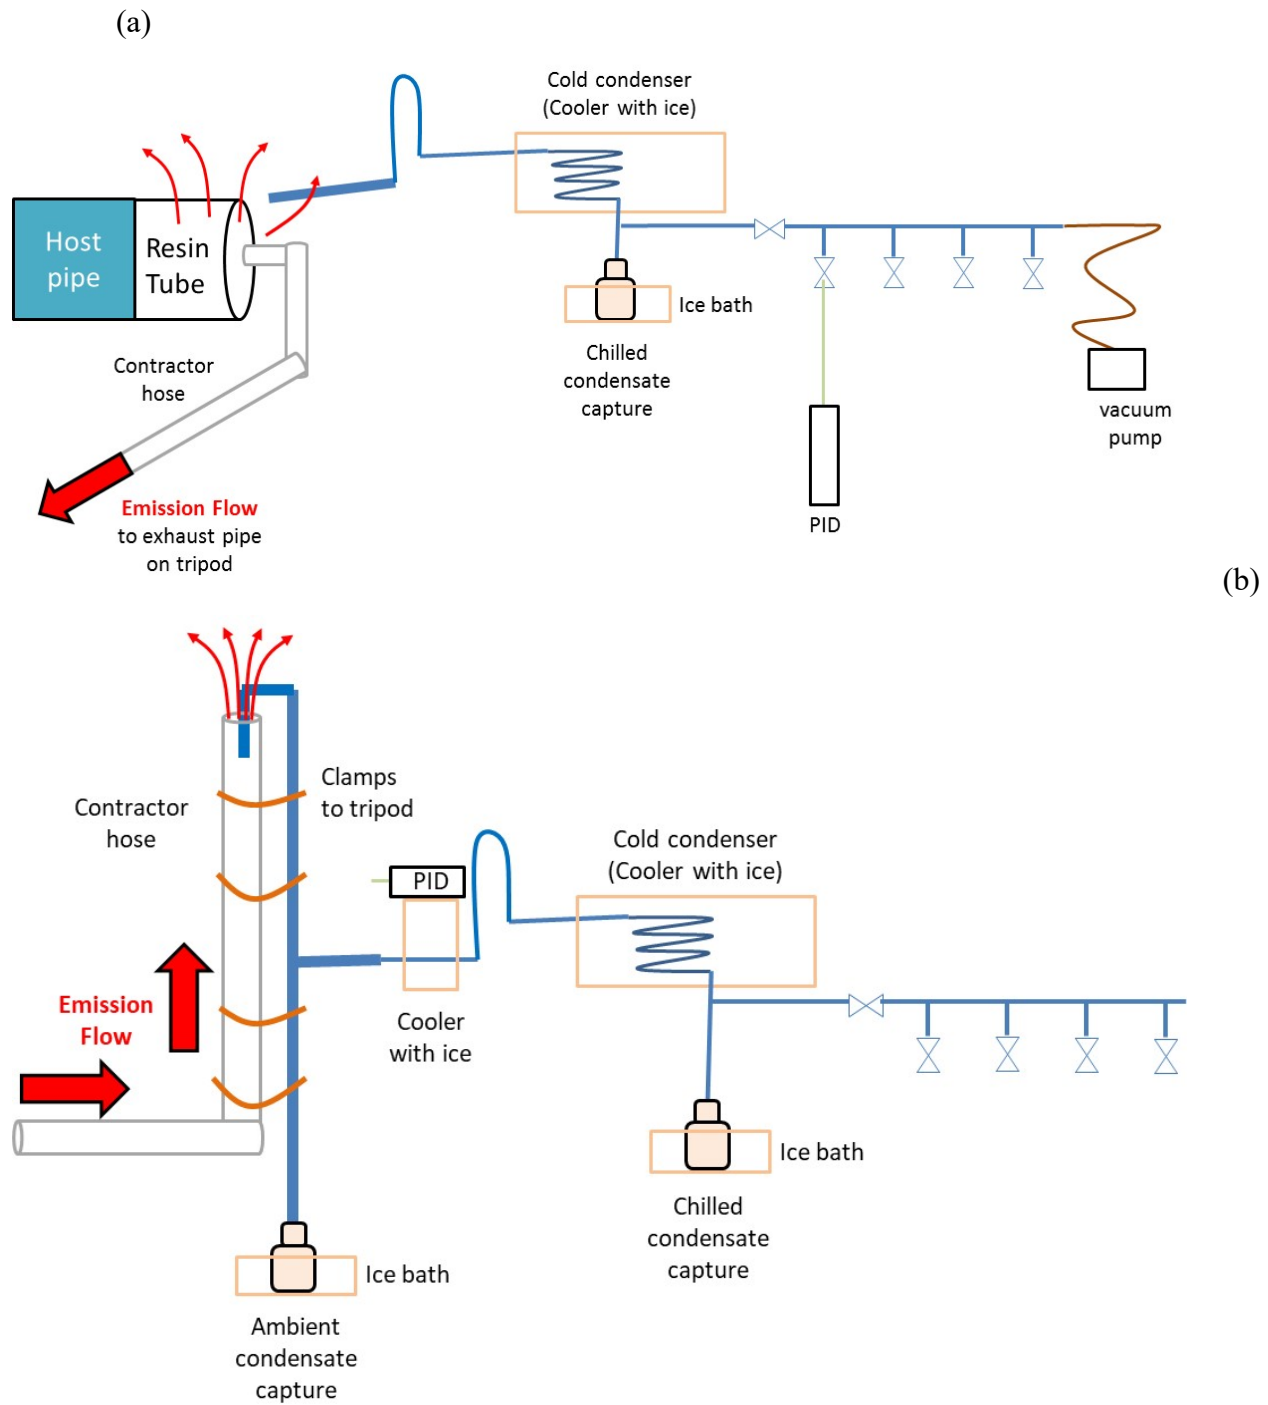 (a)
Cold condenser
(Cooler with ice)
Host
pipe
Resin
Tube
Ice bath
Contractor
hose
Chilled
condensate
capture
vacuum
pump
Emission Flow
to exhaust pipe
on tripod
PID
(b)
Clamps
to tripod
Contractor
hose
Cold condenser
(Cooler with ice)
PID
Emission
Flow
Cooler
with ice
Ice bath
Chilled
condensate
capture
Ice bath
Ambient
condensate
capture